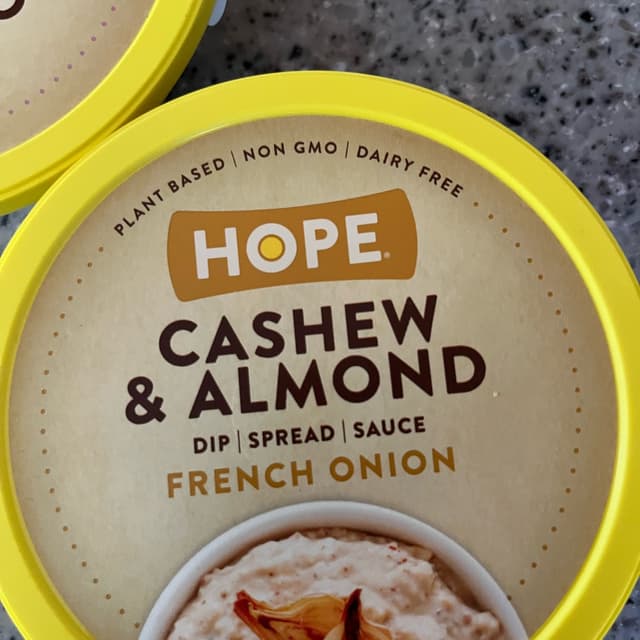 PLANT BASED | NON GMO | DAIRY FREE
HOPE®
CASHEW
& ALMOND
DIP | SPREAD | SAUCE
FRENCH ONION